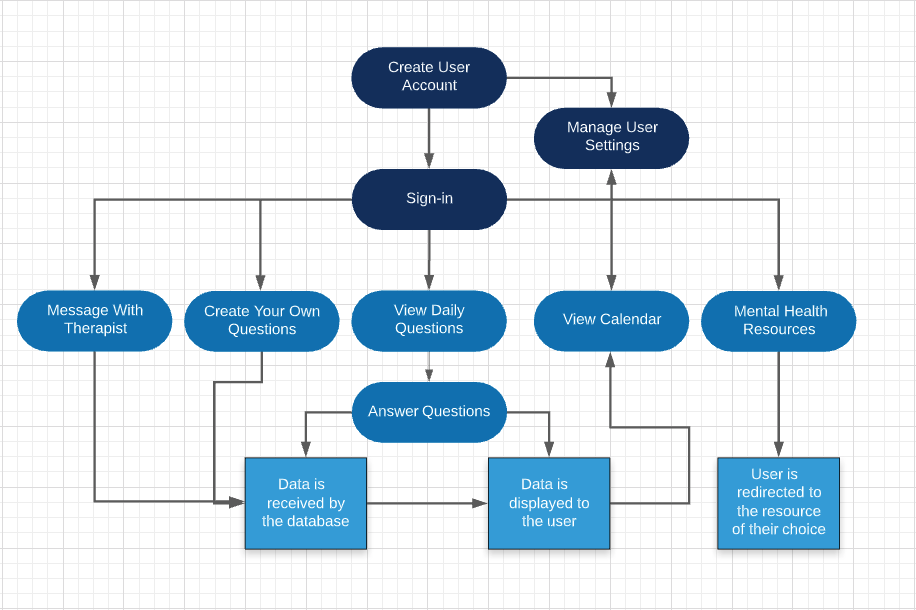 Create User
Account
Manage User
Settings
Sign-in
Message With
Therapist
Create Your Own
Questions
View Daily
Questions
View Calendar
Mental Health
Resources
Answer Questions
Data is
received by
the database
Data is
displayed to
the user
User is
redirected to
the resource
of their choice